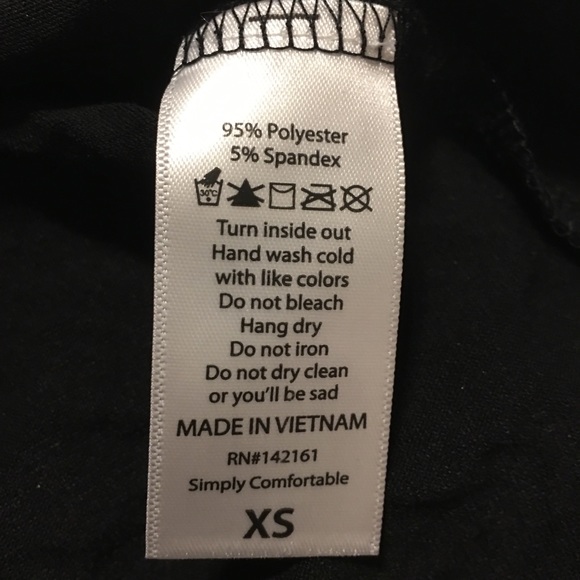 95% Polyester
5% Spandex
30°C
Turn inside out
Hand wash cold
with like colors
Do not bleach
Hang dry
Do not iron
Do not dry clean
or you'll be sad
MADE IN VIETNAM
RN#142161
Simply Comfortable
XS